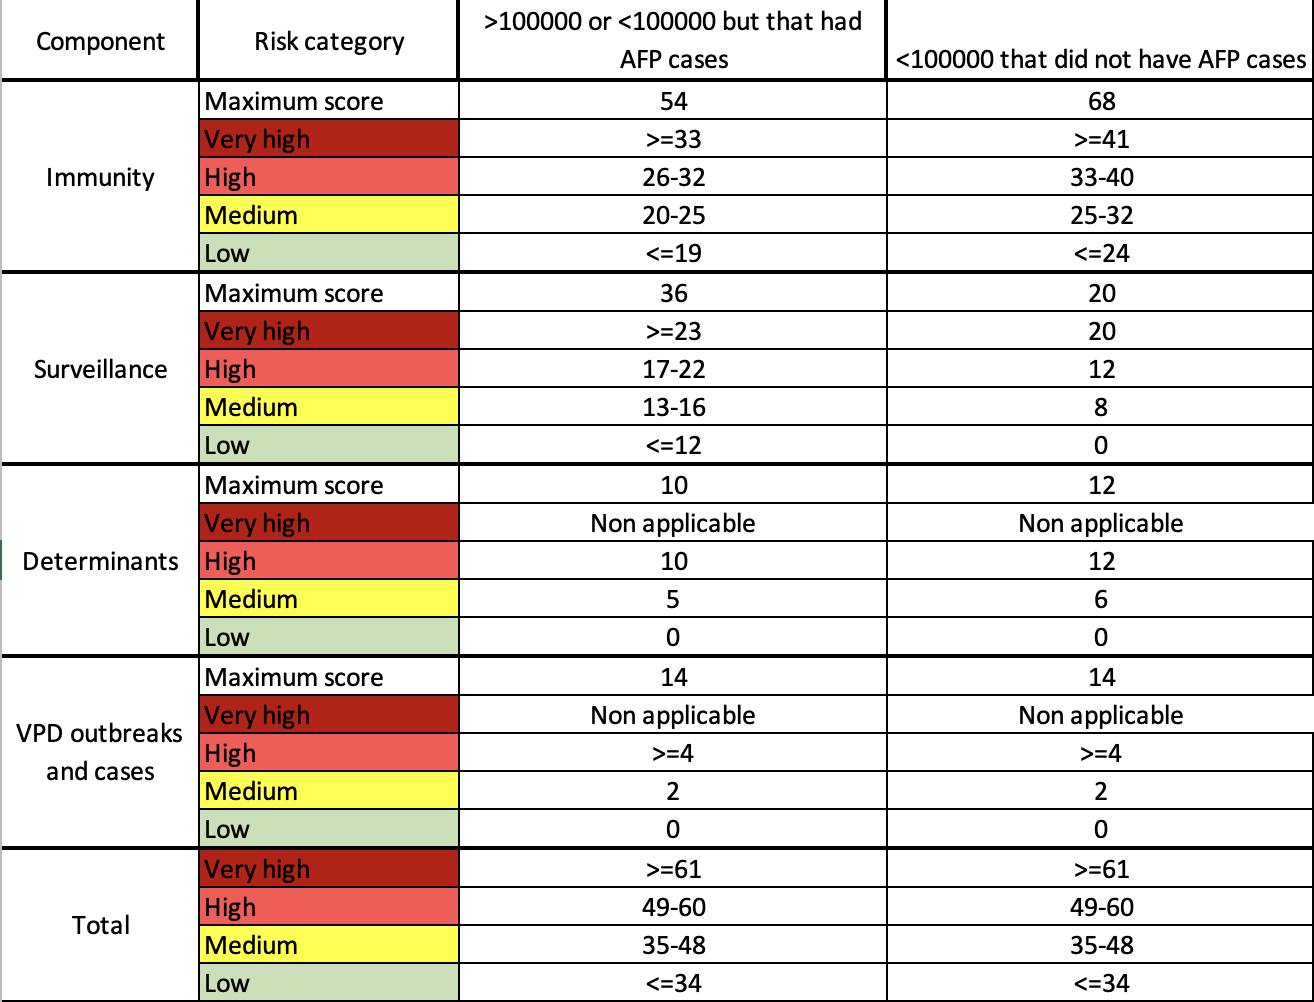 Component Risk category >100000 or <100000 but that had AFP cases <100000 that did not have AFP cases
Immunity
Maximum score 54 68
Very high >=33 >=41
High 26-32 33-40
Medium 20-25 25-32
Low <=19 <=24
Surveillance
Maximum score 36 20
Very high >=23 20
High 17-22 12
Medium 13-16 8
Low <=12 0
Determinants
Maximum score 10 12
Very high Non applicable Non applicable
High 10 12
Medium 5 6
Low 0 0
VPD outbreaks
and cases
Maximum score 14 14
Very high Non applicable Non applicable
High >=4 >=4
Medium 2 2
Low 0 0
Total
Very high >=61 >=61
High 49-60 49-60
Medium 35-48 35-48
Low <=34 <=34